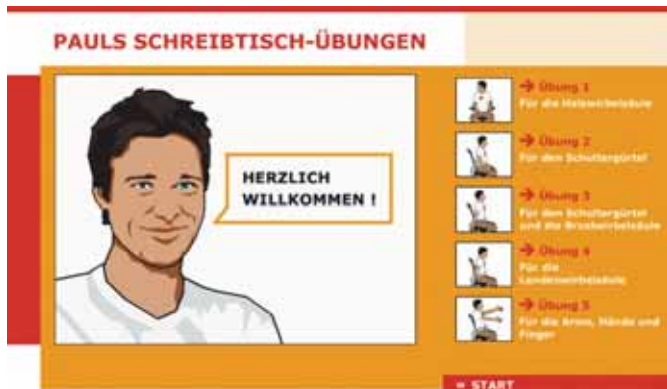 PAULS SCHREIBTISCH-ÜBUNGEN
HERZLICH
WILLKOMMEN !
→ Übung 1
Für die Halswirbelsäule
→ Übung 2
Für den Schultergürtel
→ Übung 3
Für den Schultergürtel
und die Brustwirbelsäule
→ Übung 4
Für die
Lendenwirbelsäule
→ Übung 5
Für die Arme, Hände und
Finger
» START